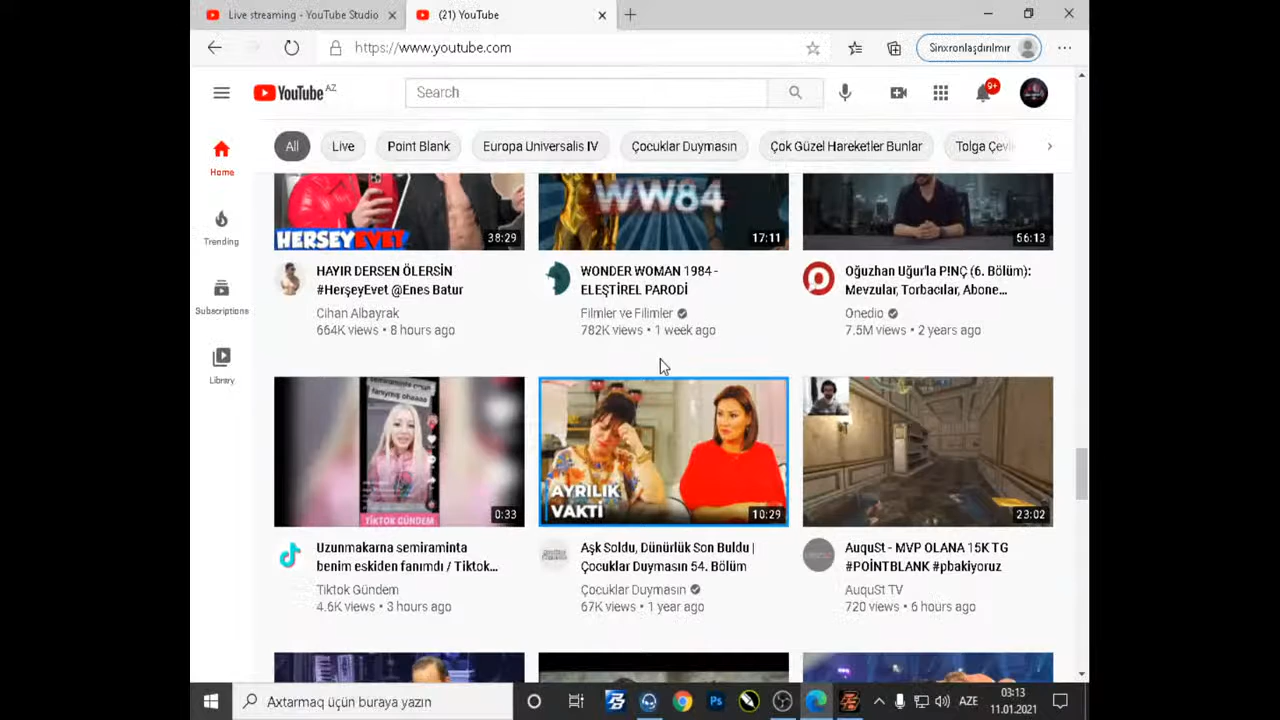 Live streaming - YouTube Studio
(21) YouTube
https://www.youtube.com
Sinxronlaşdırılmır
YouTube AZ
Search
9+
Home
Trending
Subscriptions
Library
All
Live
Point Blank
Europa Universalis IV
Çocuklar Duymasın
Çok Güzel Hareketler Bunlar
Tolga Çevi
HERŞEYEVET
38:29
WW84
17:11
56:13
HAYIR DERSEN ÖLERSİN
#HerşeyEvet @Enes Batur
Cihan Albayrak
664K views • 8 hours ago
WONDER WOMAN 1984 -
ELEŞTİREL PARODİ
Filmler ve Filimler
782K views • 1 week ago
Oğuzhan Uğur'la P!NÇ (6. Bölüm):
Mevzular, Torbacılar, Abone...
Onedio
7.5M views • 2 years ago
TİKTOK GÜNDEM
0:33
AYRILIK
VAKTİ
10:29
23:02
Uzunmakarna semiraminta
benim eskiden fanımdı / Tiktok...
Tiktok Gündem
4.6K views • 3 hours ago
Aşk Soldu, Dünürlük Son Buldu |
Çocuklar Duymasın 54. Bölüm
Çocuklar Duymasın
67K views • 1 year ago
AuquSt - MVP OLANA 15K TG
#POİNTBLANK #pbakiyoruz
AuquSt TV
720 views • 6 hours ago
Axtarmaq üçün buraya yazın
Ps
AZE
03:13
11.01.2021